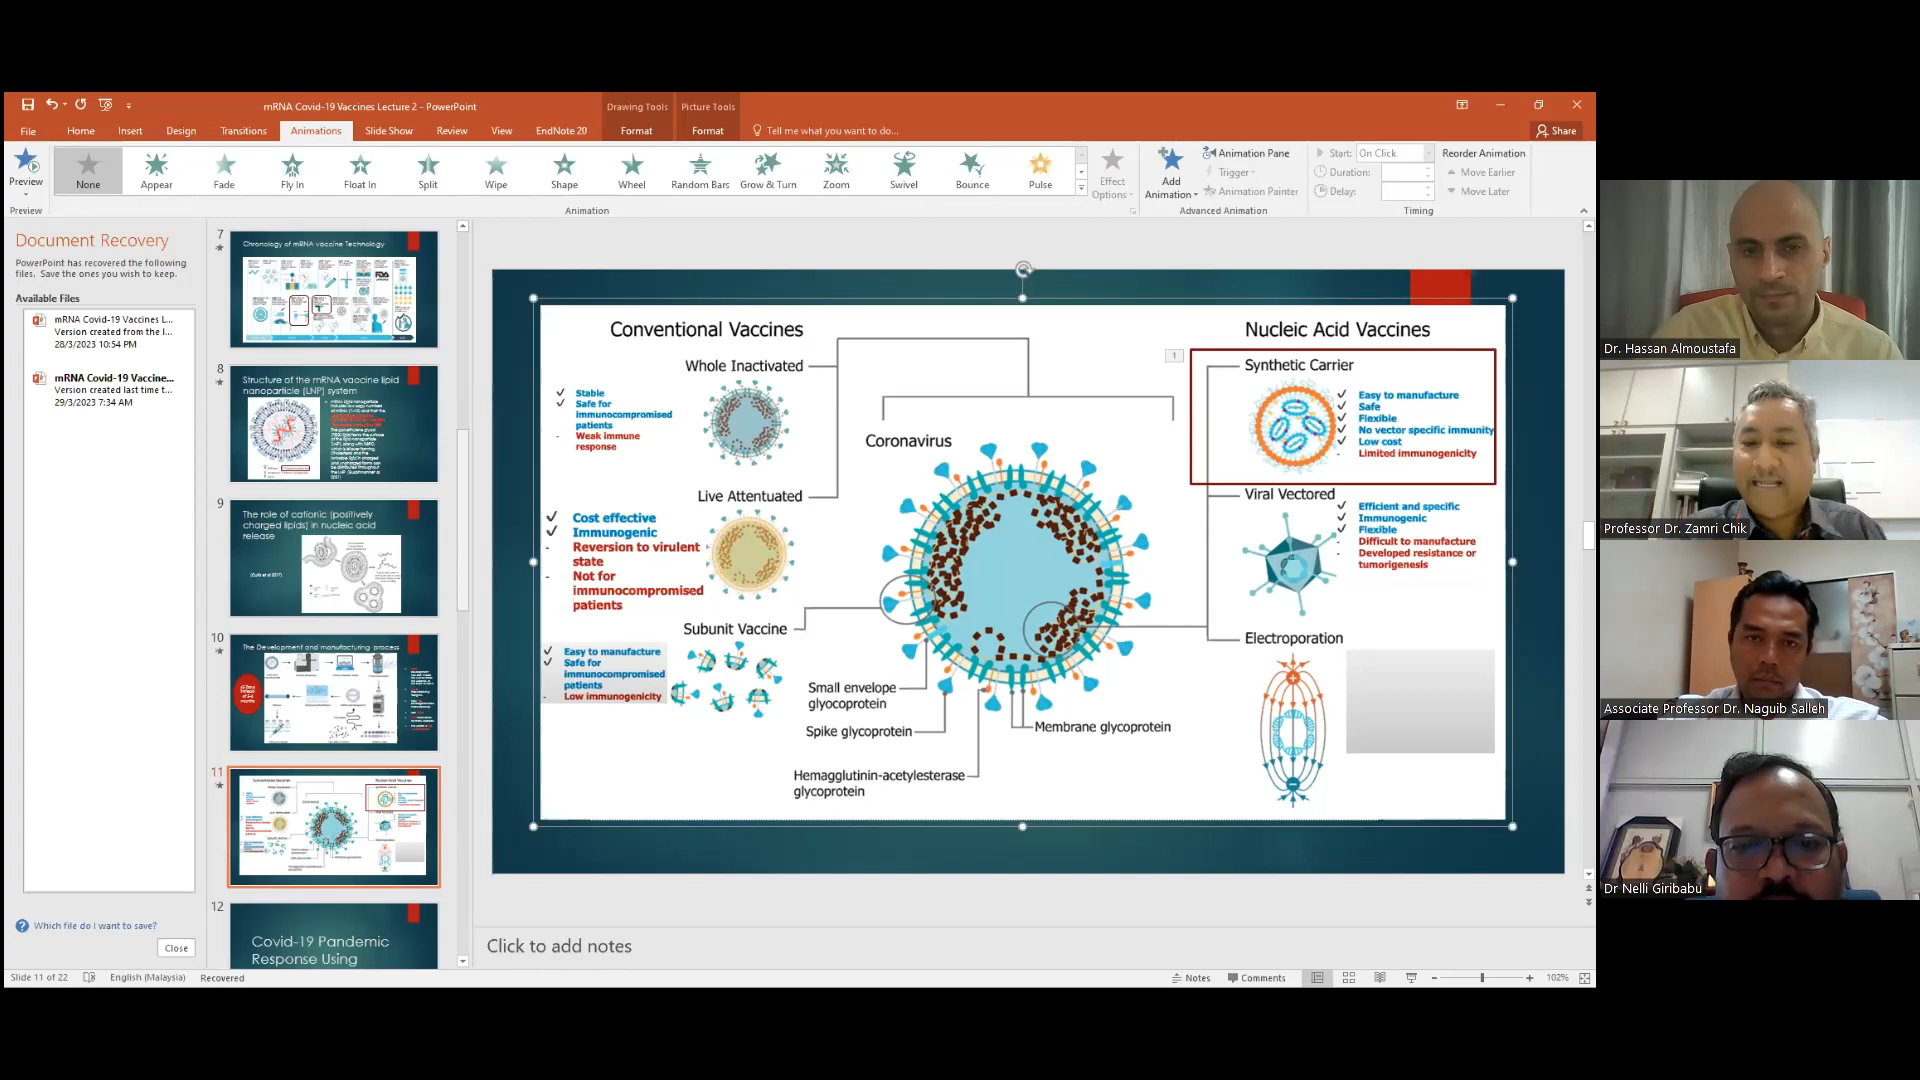 mRNA Covid-19 Vaccines Lecture 2 - PowerPoint
Drawing Tools
Picture Tools
File
Home
Insert
Design
Transitions
Animations
Slide Show
Review
View
EndNote 20
Format
Format
Tell me what you want to do...
Share
Preview
None
Appear
Fade
Fly In
Float In
Split
Wipe
Shape
Wheel
Random Bars
Grow & Turn
Zoom
Swivel
Bounce
Pulse
Effect
Options
Add
Animation
Animation Pane
Trigger
Animation Painter
Start: On Click
Duration:
Delay:
Reorder Animation
Move Earlier
Move Later
Preview
Animation
Advanced Animation
Timing
Document Recovery
PowerPoint has recovered the following
files. Save the ones you wish to keep.
Available Files
mRNA Covid-19 Vaccines L...
Version created from the l...
28/3/2023 10:54 PM
mRNA Covid-19 Vaccine...
Version created last time t...
29/3/2023 7:34 AM
Which file do I want to save?
Close
7
Chronology of mRNA vaccine Technology
8
Structure of the mRNA vaccine lipid
nanoparticle (LNP) system
9
The role of cationic (positively
charged lipids) in nucleic acid
release
10
The Development and manufacturing process
11
12
Covid-19 Pandemic
Response Using
Conventional Vaccines
Whole Inactivated
✓ Stable
✓ Safe for
immunocompromised
patients
- Weak immune
response
Live Attentuated
✓ Cost effective
✓ Immunogenic
- Reversion to virulent
state
- Not for
immunocompromised
patients
Subunit Vaccine
✓ Easy to manufacture
✓ Safe for
immunocompromised
patients
- Low immunogenicity
Coronavirus
Small envelope
glyocoprotein
Spike glycoprotein
Hemagglutinin-acetylesterase
glycoprotein
Membrane glycoprotein
Nucleic Acid Vaccines
1
Synthetic Carrier
✓ Easy to manufacture
✓ Safe
✓ Flexible
✓ No vector specific immunity
✓ Low cost
- Limited immunogenicity
Viral Vectored
✓ Efficient and specific
✓ Immunogenic
✓ Flexible
- Difficult to manufacture
- Developed resistance or
tumorigenesis
Electroporation
Click to add notes
Slide 11 of 22
English (Malaysia)
Recovered
Notes
Comments
102%
Dr. Hassan Almoustafa
Professor Dr. Zamri Chik
Associate Professor Dr. Naguib Salleh
Dr Nelli Giribabu